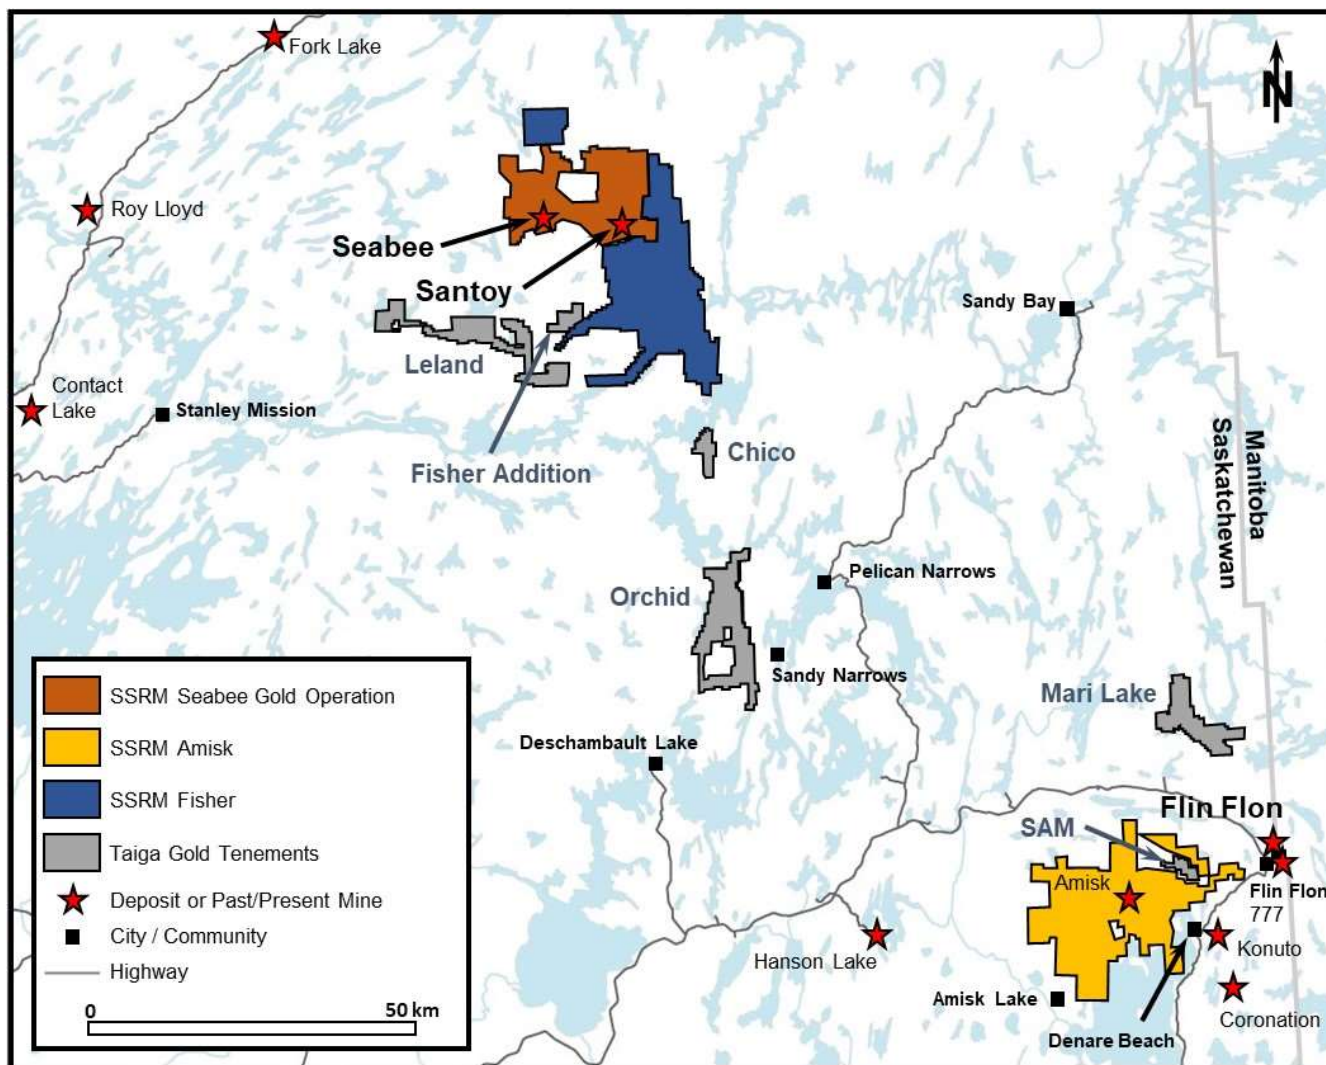 Fork Lake
N
Roy Lloyd
Seabee
Santoy
Sandy Bay
Leland
Contact
Lake
Stanley Mission
Fisher Addition
Chico
Manitoba
Saskatchewan
Pelican Narrows
Orchid
Sandy Narrows
Mari Lake
Deschambault Lake
Flin Flon
SAM
Amisk
Flin Flon
777
Hanson Lake
Konuto
Amisk Lake
Coronation
Denare Beach
SSRM Seabee Gold Operation
SSRM Amisk
SSRM Fisher
Taiga Gold Tenements
Deposit or Past/Present Mine
City / Community
Highway
0 50 km